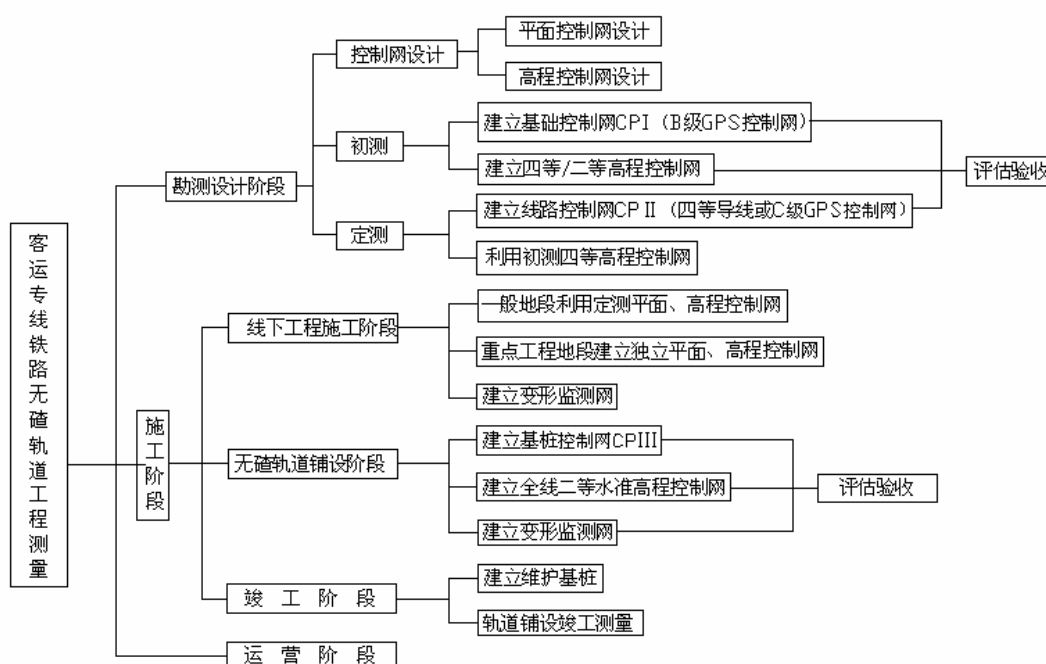 客运专线铁路无碴轨道工程测量
勘测设计阶段
控制网设计
平面控制网设计
高程控制网设计
初测
建立基础控制网CPI（B级GPS控制网）
建立四等/二等高程控制网
定测
建立线路控制网CPⅡ（四等导线或C级GPS控制网）
利用初测四等高程控制网
评估验收
施工阶段
线下工程施工阶段
一般地段利用定测平面、高程控制网
重点工程地段建立独立平面、高程控制网
建立变形监测网
无碴轨道铺设阶段
建立基桩控制网CPIII
建立全线二等水准高程控制网
建立变形监测网
评估验收
竣工阶段
建立维护基桩
轨道铺设竣工测量
运营阶段